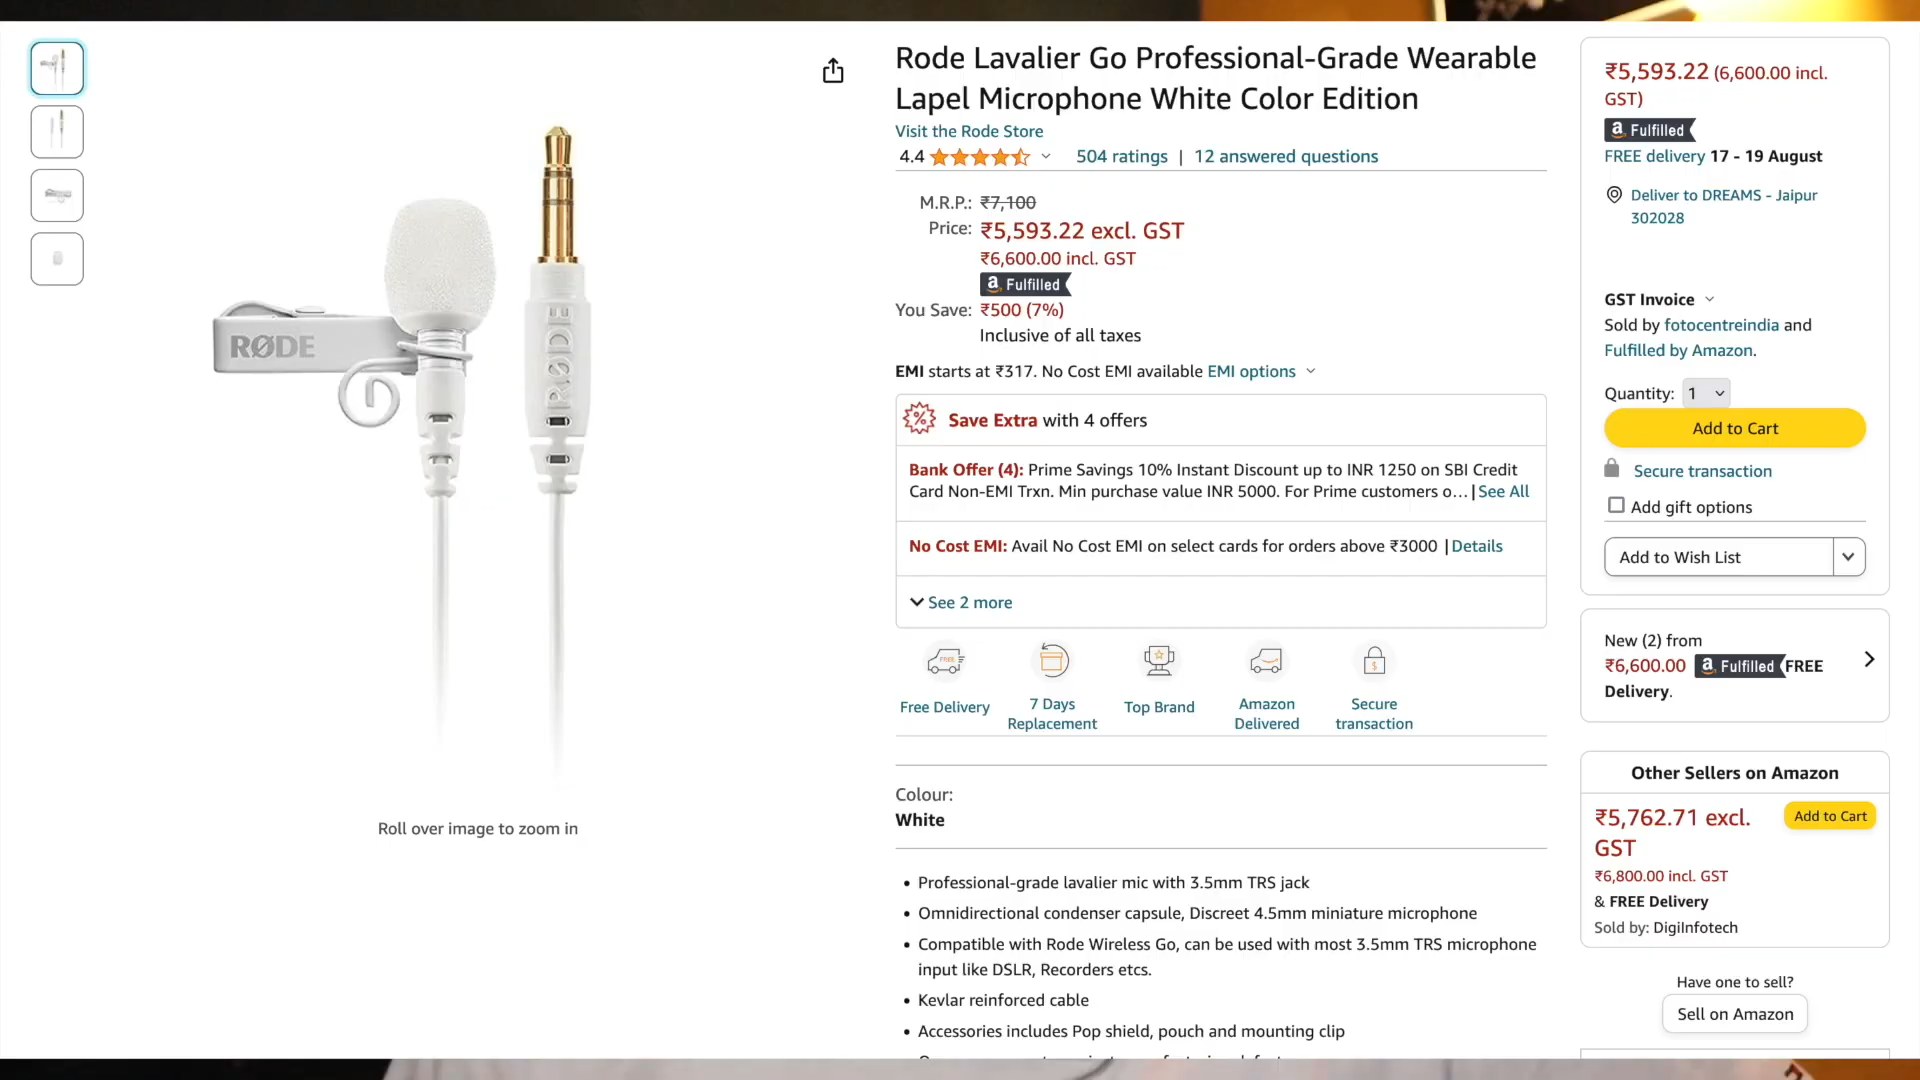 RØDE
RØDE
Roll over image to zoom in
Rode Lavalier Go Professional-Grade Wearable
Lapel Microphone White Color Edition
Visit the Rode Store
4.4
504 ratings | 12 answered questions
M.R.P.: ₹7,100
Price: ₹5,593.22 excl. GST
₹6,600.00 incl. GST
a Fulfilled
You Save: ₹500 (7%)
Inclusive of all taxes
EMI starts at ₹317. No Cost EMI available EMI options
Save Extra with 4 offers
Bank Offer (4): Prime Savings 10% Instant Discount up to INR 1250 on SBI Credit
Card Non-EMI Trxn. Min purchase value INR 5000. For Prime customers o... | See All
No Cost EMI: Avail No Cost EMI on select cards for orders above ₹3000 | Details
See 2 more
FREE
Free Delivery
7 Days
Replacement
Top Brand
Amazon
Delivered
$
Secure
transaction
Colour:
White
• Professional-grade lavalier mic with 3.5mm TRS jack
• Omnidirectional condenser capsule, Discreet 4.5mm miniature microphone
• Compatible with Rode Wireless Go, can be used with most 3.5mm TRS microphone
input like DSLR, Recorders etcs.
• Kevlar reinforced cable
• Accessories includes Pop shield, pouch and mounting clip
₹5,593.22 (6,600.00 incl.
GST)
a Fulfilled
FREE delivery 17 - 19 August
Deliver to DREAMS - Jaipur
302028
GST Invoice
Sold by fotocentreindia and
Fulfilled by Amazon.
Quantity: 1
Add to Cart
Secure transaction
Add gift options
Add to Wish List
New (2) from
₹6,600.00 a Fulfilled FREE
Delivery.
Other Sellers on Amazon
₹5,762.71 excl.
GST
Add to Cart
₹6,800.00 incl. GST
& FREE Delivery
Sold by: DigiInfotech
Have one to sell?
Sell on Amazon